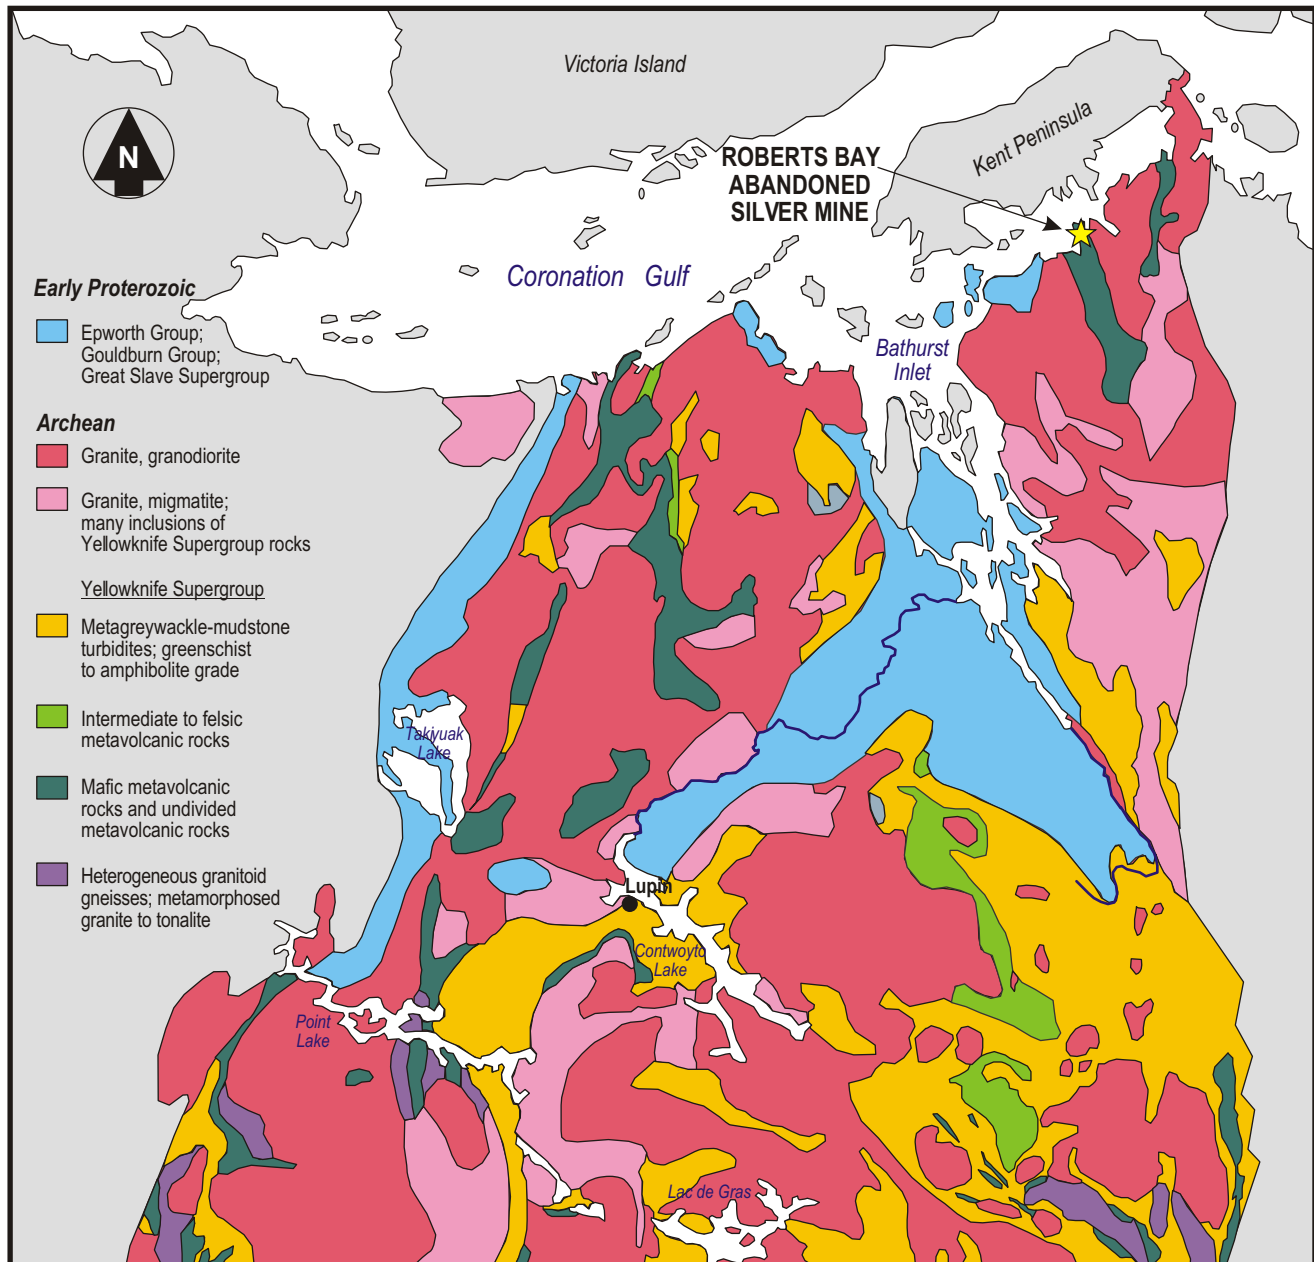 Victoria Island
Kent Peninsula
N
ROBERTS BAY
ABANDONED
SILVER MINE
Coronation Gulf
Bathurst
Inlet
Early Proterozoic
Epworth Group;
Gouldburn Group;
Great Slave Supergroup
Archean
Granite, granodiorite
Granite, migmatite;
many inclusions of
Yellowknife Supergroup rocks
Yellowknife Supergroup
Metagreywackle-mudstone
turbidites; greenschist
to amphibolite grade
Intermediate to felsic
metavolcanic rocks
Mafic metavolcanic
rocks and undivided
metavolcanic rocks
Heterogeneous granitoid
gneisses; metamorphosed
granite to tonalite
Takiyuak
Lake
Lupin
Contwoyto
Lake
Point
Lake
Lac de Gras